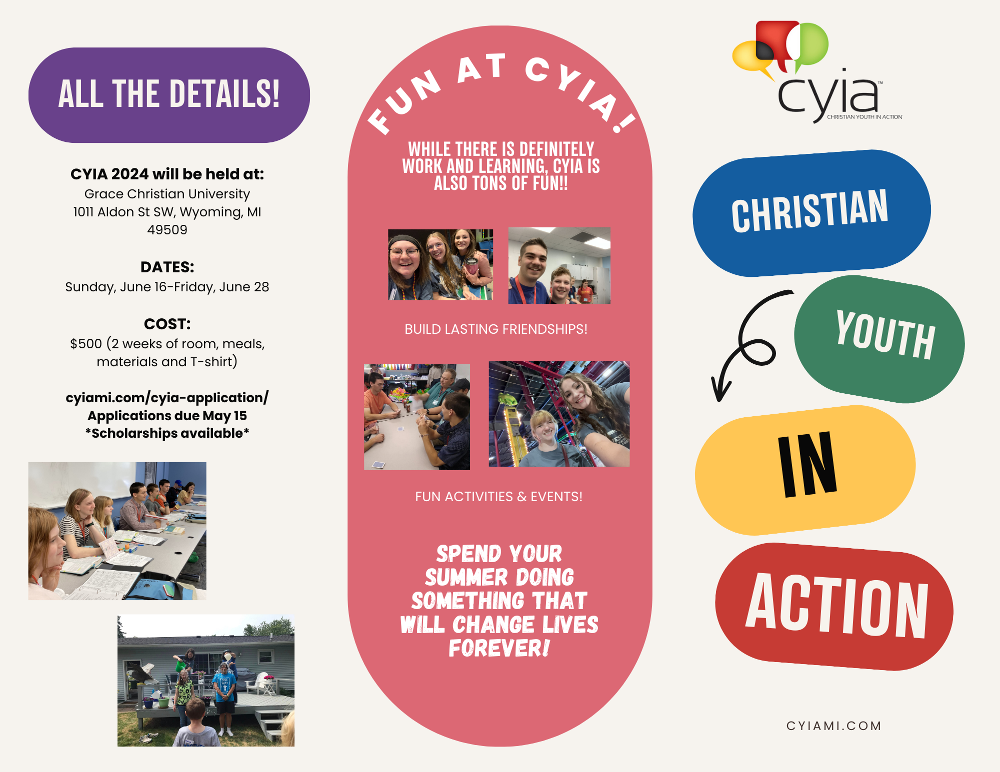 ALL THE DETAILS!
CYIA 2024 will be held at:
Grace Christian University
1011 Aldon St SW, Wyoming, MI
49509
DATES:
Sunday, June 16-Friday, June 28
COST:
$500 (2 weeks of room, meals,
materials and T-shirt)
cyiami.com/cyia-application/
Applications due May 15
*Scholarships available*
ONE
WAY
FUN AT CYIA!
WHILE THERE IS DEFINITELY
WORK AND LEARNING, CYIA IS
ALSO TONS OF FUN!!
BUILD LASTING FRIENDSHIPS!
FUN ACTIVITIES & EVENTS!
SPEND YOUR
SUMMER DOING
SOMETHING THAT
WILL CHANGE LIVES
FOREVER!
cyia™
CHRISTIAN YOUTH IN ACTION
CHRISTIAN
YOUTH
IN
ACTION
CYIAMI.COM